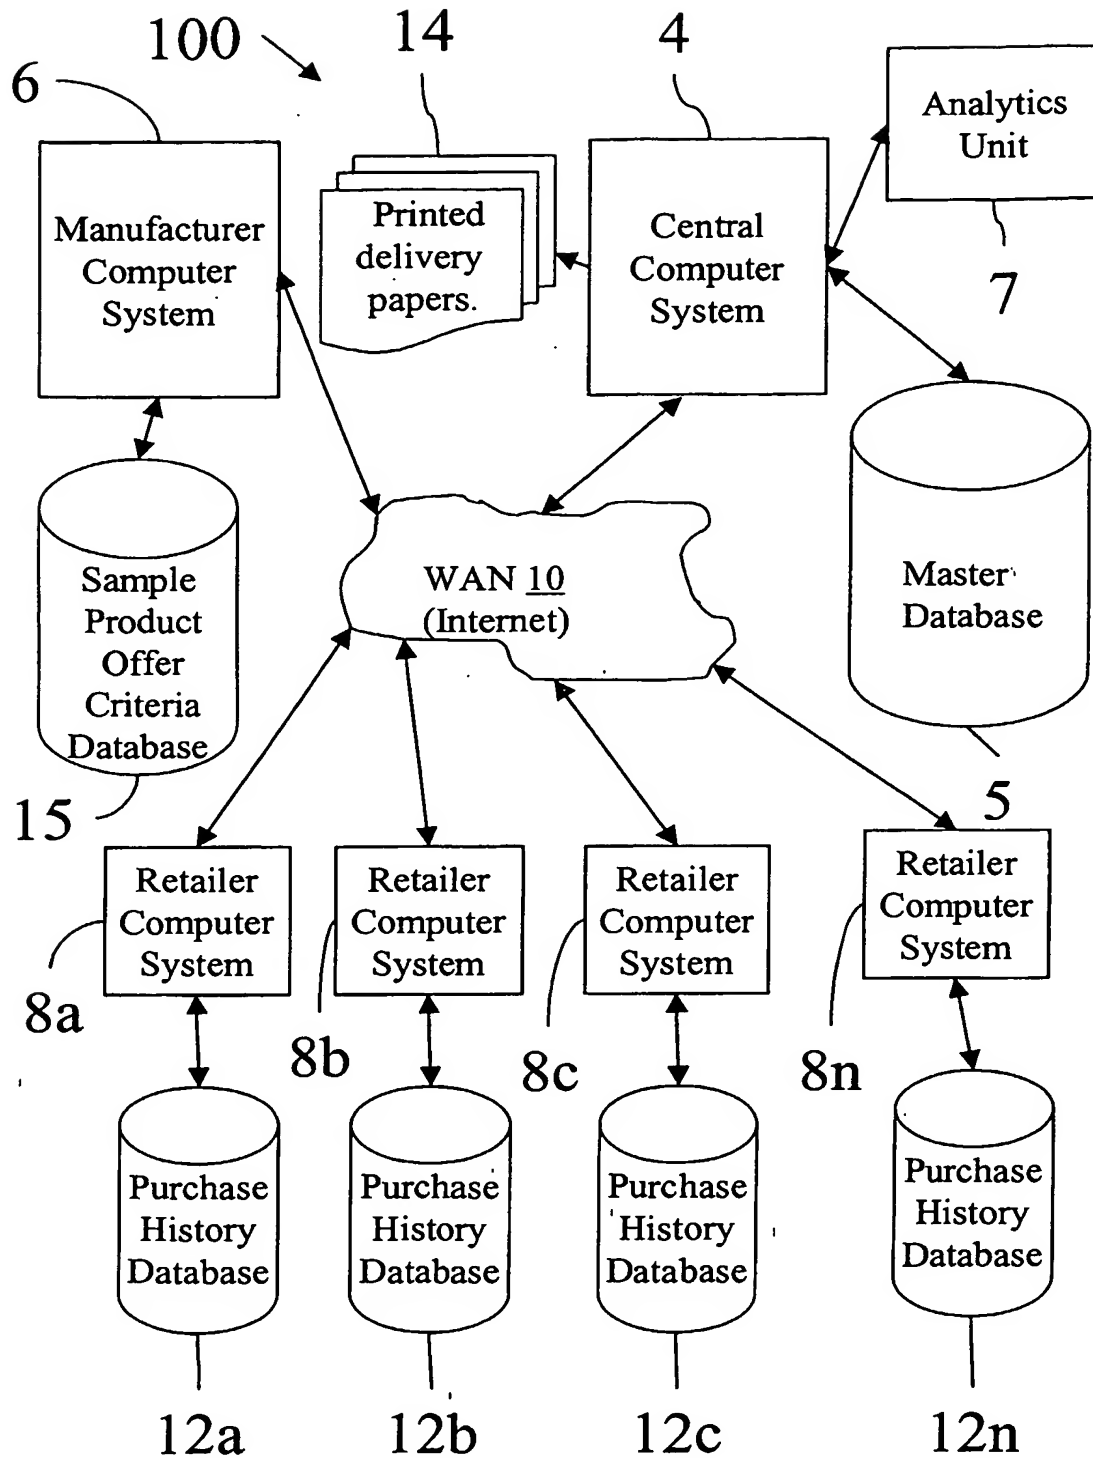 100
14
4
6
Analytics
Unit
Manufacturer
Computer
System
Printed
delivery
papers.
Central
Computer
System
7
Sample
Product
Offer
Criteria
Database
WAN 10
(Internet)
Master
Database
15
5
Retailer
Computer
System
Retailer
Computer
System
Retailer
Computer
System
Retailer
Computer
System
8a
8b
8c
8n
Purchase
History
Database
Purchase
History
Database
Purchase
History
Database
Purchase
History
Database
12a
12b
12c
12n